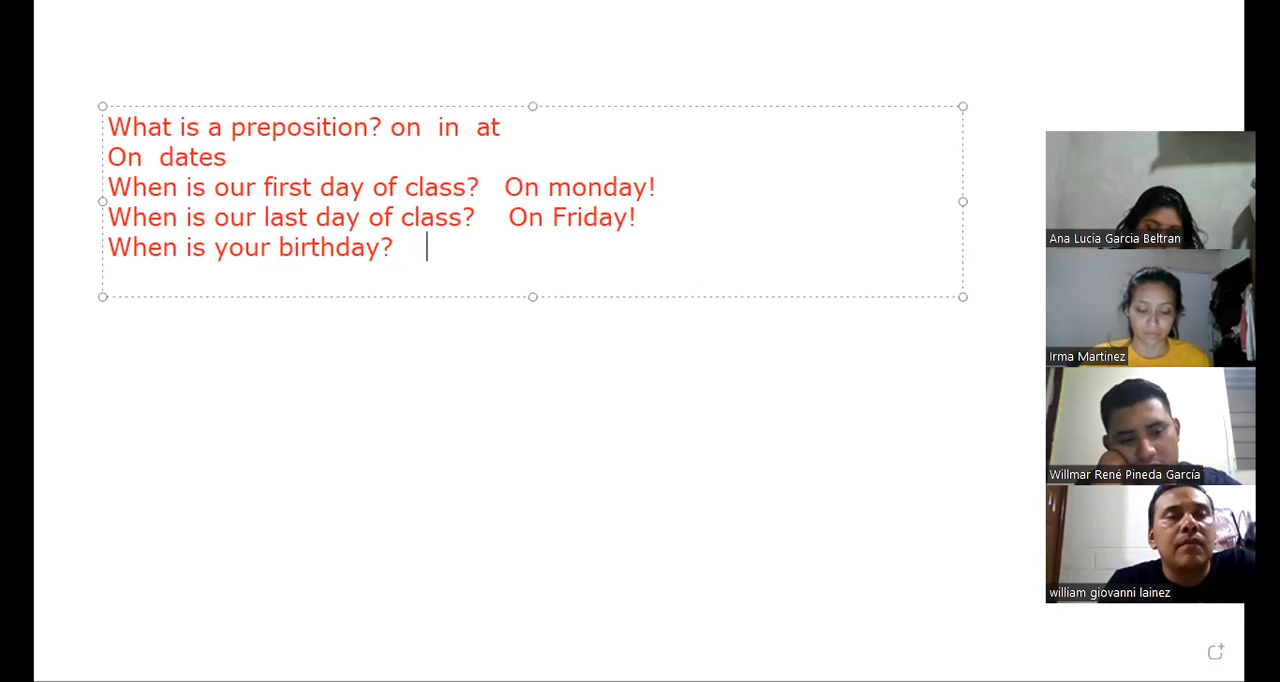 What is a preposition? on in at
On dates
When is our first day of class? On monday!
When is our last day of class? On Friday!
When is your birthday?
Ana Lucia Garcia Beltran
Irma Martinez
Willmar René Pineda García
william giovanni lainez